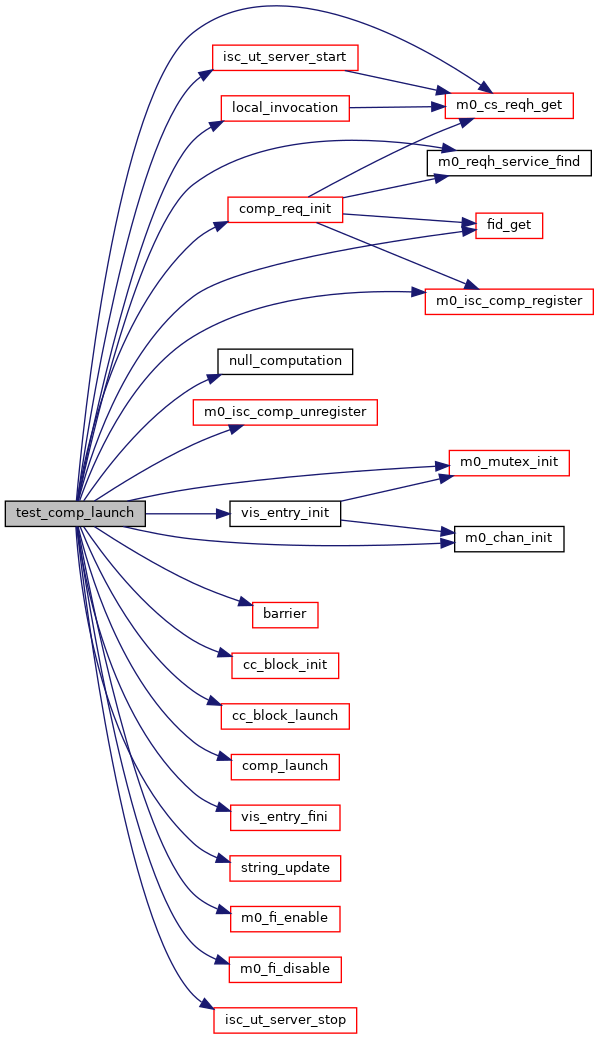 isc_ut_server_start
m0_cs_reqh_get
local_invocation
m0_reqh_service_find
comp_req_init
fid_get
m0_isc_comp_register
null_computation
m0_isc_comp_unregister
m0_mutex_init
test_comp_launch
vis_entry_init
m0_chan_init
barrier
cc_block_init
cc_block_launch
comp_launch
vis_entry_fini
string_update
m0_fi_enable
m0_fi_disable
isc_ut_server_stop